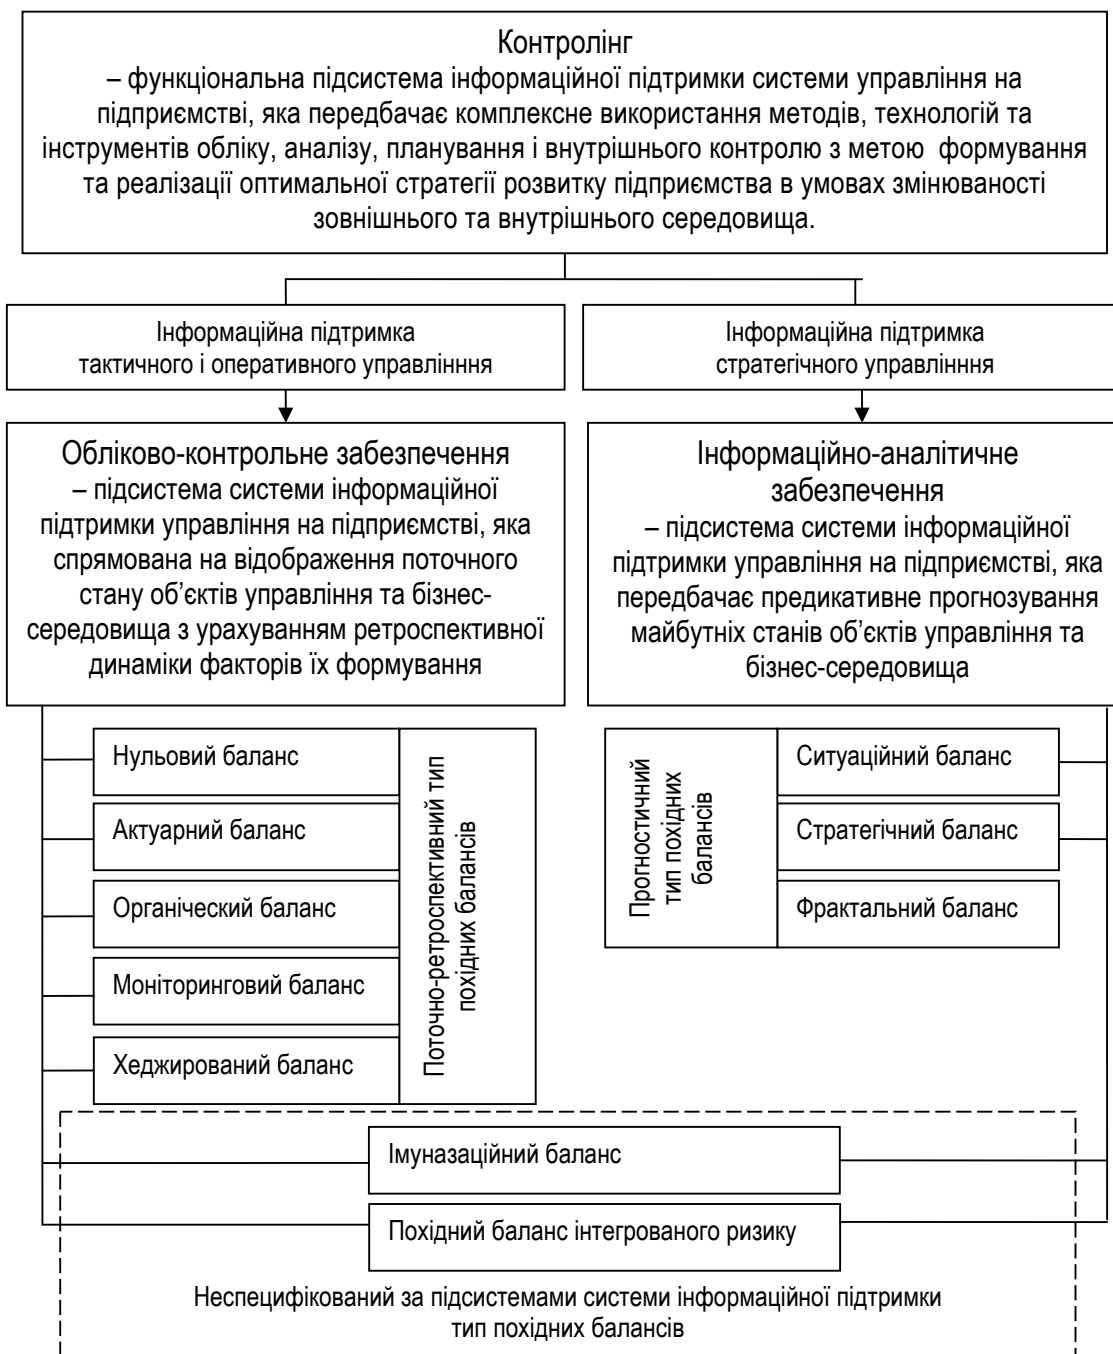 Контролінг
– функціональна підсистема інформаційної підтримки системи управління на
підприємстві, яка передбачає комплексне використання методів, технологій та
інструментів обліку, аналізу, планування і внутрішнього контролю з метою формування
та реалізації оптимальної стратегії розвитку підприємства в умовах змінюваності
зовнішнього та внутрішнього середовища.
Інформаційна підтримка
тактичного і оперативного управлінння
Інформаційна підтримка
стратегічного управлінння
Обліково-контрольне забезпечення
– підсистема системи інформаційної
підтримки управління на підприємстві, яка
спрямована на відображення поточного
стану об’єктів управління та бізнес-
середовища з урахуванням ретроспективної
динаміки факторів їх формування
Інформаційно-аналітичне
забезпечення
– підсистема системи інформаційної
підтримки управління на підприємстві, яка
передбачає предикативне прогнозування
майбутніх станів об’єктів управління та
бізнес-середовища
Нульовий баланс
Актуарний баланс
Органіческий баланс
Моніторинговий баланс
Хеджирований баланс
Поточно-ретроспективний тип
похідних балансів
Прогностичний
тип похідних
балансів
Ситуаційний баланс
Стратегічний баланс
Фрактальний баланс
Імуназаційний баланс
Похідний баланс інтегрованого ризику
Неспецифікований за підсистемами системи інформаційної підтримки
тип похідних балансів